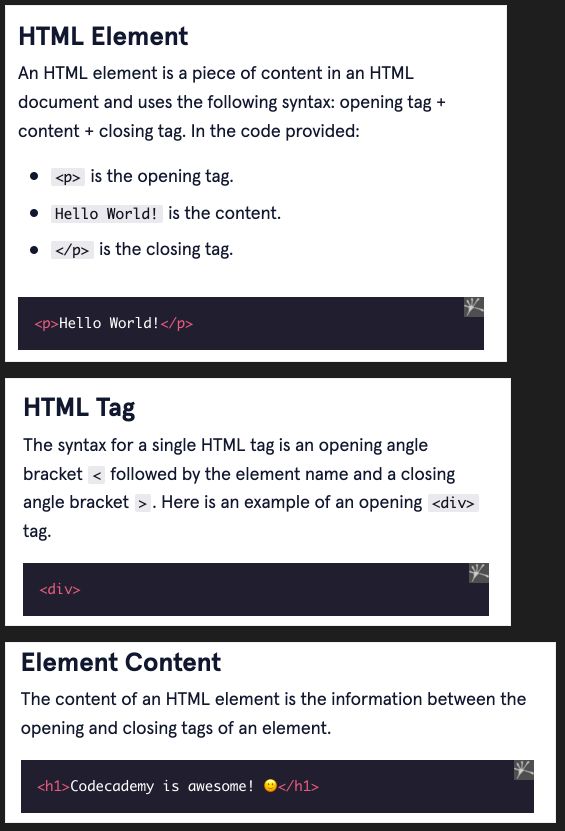 HTML Element
An HTML element is a piece of content in an HTML
document and uses the following syntax: opening tag +
content + closing tag. In the code provided:
• <p> is the opening tag.
• Hello World! is the content.
• </p> is the closing tag.
<p>Hello World!</p>
HTML Tag
The syntax for a single HTML tag is an opening angle
bracket < followed by the element name and a closing
angle bracket >. Here is an example of an opening <div>
tag.
<div>
Element Content
The content of an HTML element is the information between the
opening and closing tags of an element.
<h1>Codecademy is awesome! 🙂</h1>